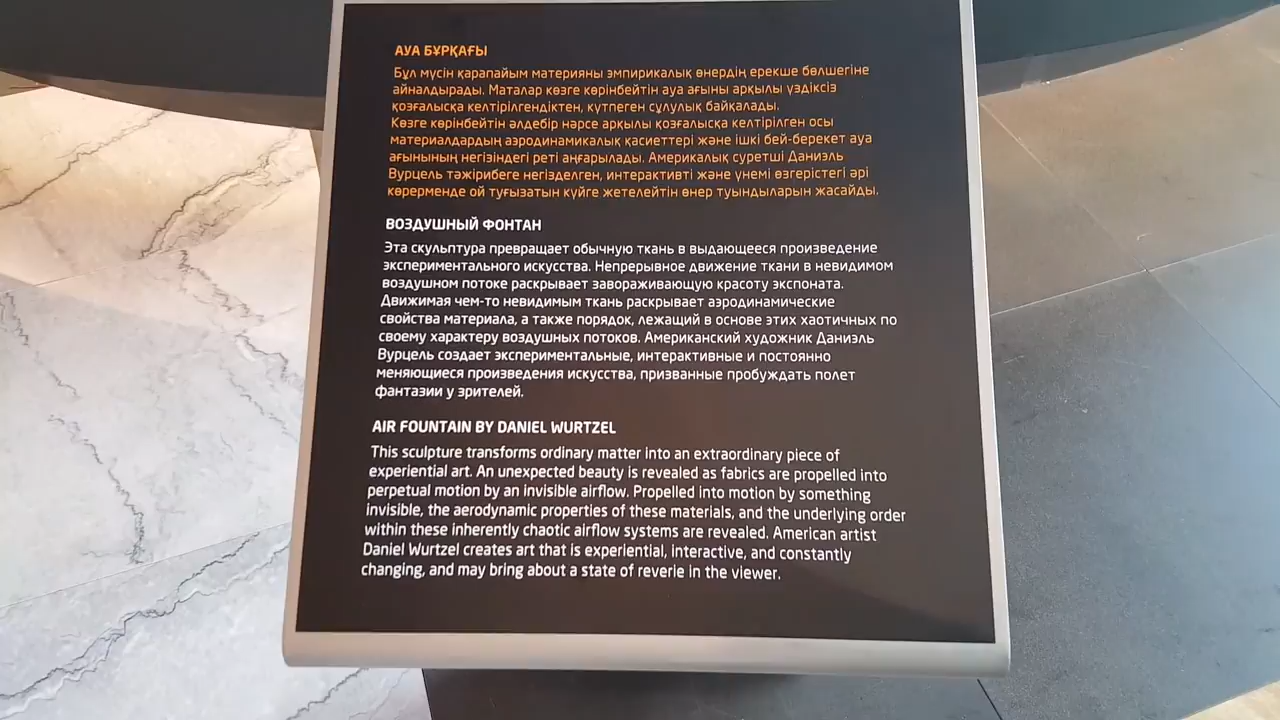 АУА БҰРҚАҒЫ
Бұл мүсін қарапайым материяны эмпирикалық өнердің ерекше бөлшегіне
айналдырады. Маталар көзге көрінбейтін ауа ағыны арқылы үздіксіз
қозғалысқа келтірілгендіктен, күтпеген сұлулық байқалады.
Көзге көрінбейтін әлдебір нәрсе арқылы қозғалысқа келтірілген осы
материалдардың аэродинамикалық қасиеттері және ішкі бей-берекет ауа
ағынының негізіндегі реті аңғарылады. Америкалық суретші Даниэль
Вурцель тәжірибеге негізделген, интерактивті және үнемі өзгерістегі әрі
көрерменде ой туғызатын күйге жетелейтін өнер туындыларын жасайды.
ВОЗДУШНЫЙ ФОНТАН
Эта скульптура превращает обычную ткань в выдающееся произведение
экспериментального искусства. Непрерывное движение ткани в невидимом
воздушном потоке раскрывает завораживающую красоту экспоната.
Движимая чем-то невидимым ткань раскрывает аэродинамические
свойства материала, а также порядок, лежащий в основе этих хаотичных по
своему характеру воздушных потоков. Американский художник Даниэль
Вурцель создает экспериментальные, интерактивные и постоянно
меняющиеся произведения искусства, призванные пробуждать полет
фантазии у зрителей.
AIR FOUNTAIN BY DANIEL WURTZEL
This sculpture transforms ordinary matter into an extraordinary piece of
experiential art. An unexpected beauty is revealed as fabrics are propelled into
perpetual motion by an invisible airflow. Propelled into motion by something
invisible, the aerodynamic properties of these materials, and the underlying order
within these inherently chaotic airflow systems are revealed. American artist
Daniel Wurtzel creates art that is experiential, interactive, and constantly
changing, and may bring about a state of reverie in the viewer.